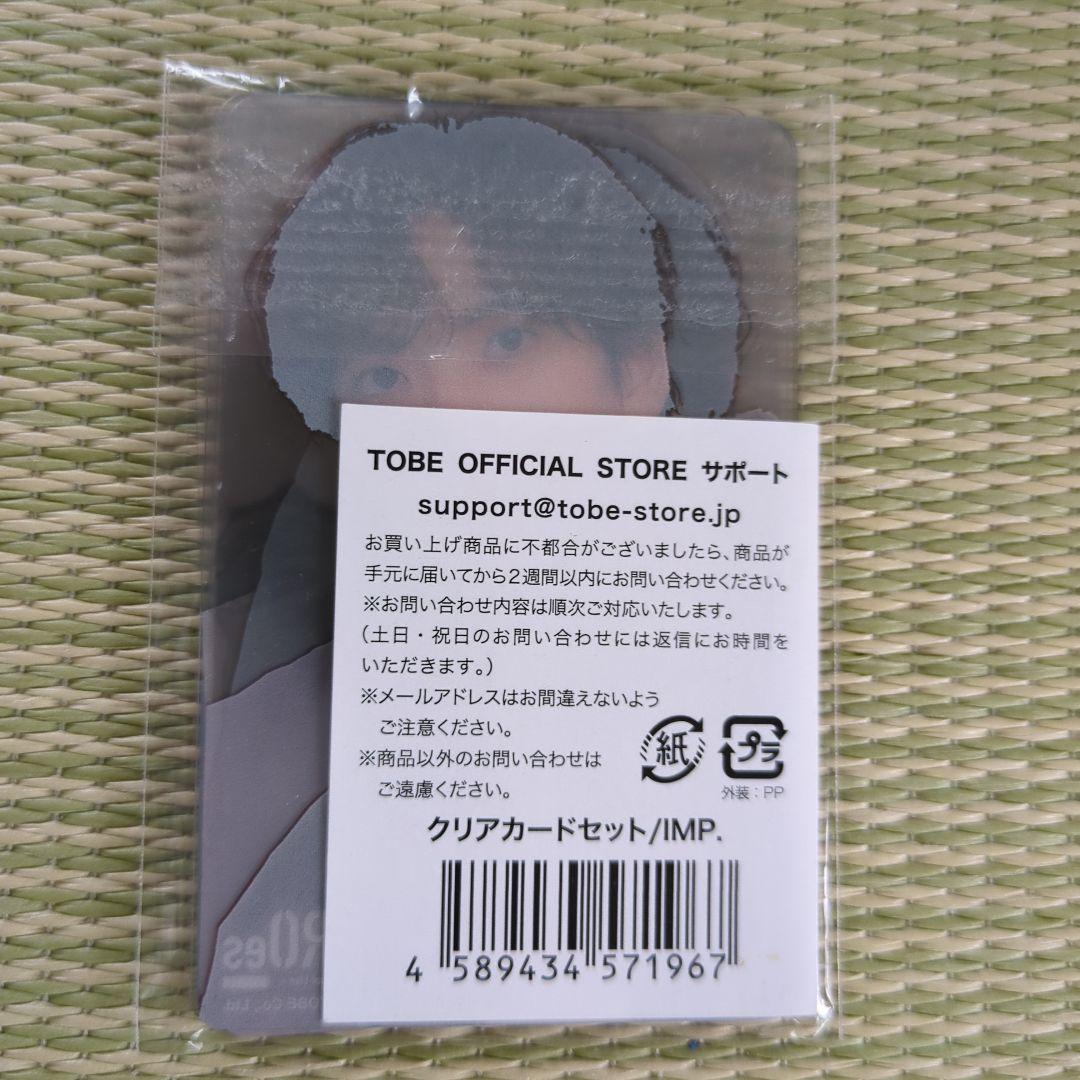 TOBE OFFICIAL STORE サポート
support@tobe-store.jp
お買い上げ商品に不都合がございましたら、商品が
手元に届いてから2週間以内にお問い合わせください。
※お問い合わせ内容は順次ご対応いたします。
(土日・祝日のお問い合わせには返信にお時間を
いただきます。)
※メールアドレスはお間違えないよう
ご注意ください。
※商品以外のお問い合わせは
ご遠慮ください。
紙 プラ
外装:PP
クリアカードセット/IMP.
4 589434 571967